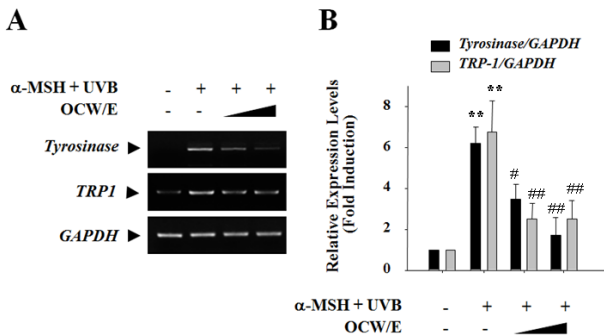 A
α-MSH + UVB - + + +
OCW/E - -
Tyrosinase
TRP1
GAPDH
B
Tyrosinase/GAPDH
TRP-1/GAPDH
Relative Expression Levels
(Fold Induction)
8
6
4
2
0
** **
# ## ## ##
α-MSH + UVB - + + +
OCW/E - -